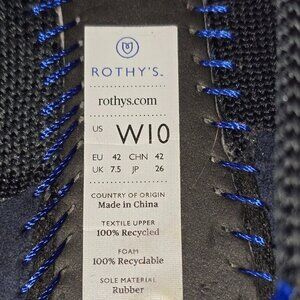 ROTHY'S.
rothys.com
US W10
EU 42 CHN 42
UK 7.5 JP 26
COUNTRY OF ORIGIN
Made in China
TEXTILE UPPER
100% Recycled
FOAM
100% Recyclable
SOLE MATERIAL
Rubber